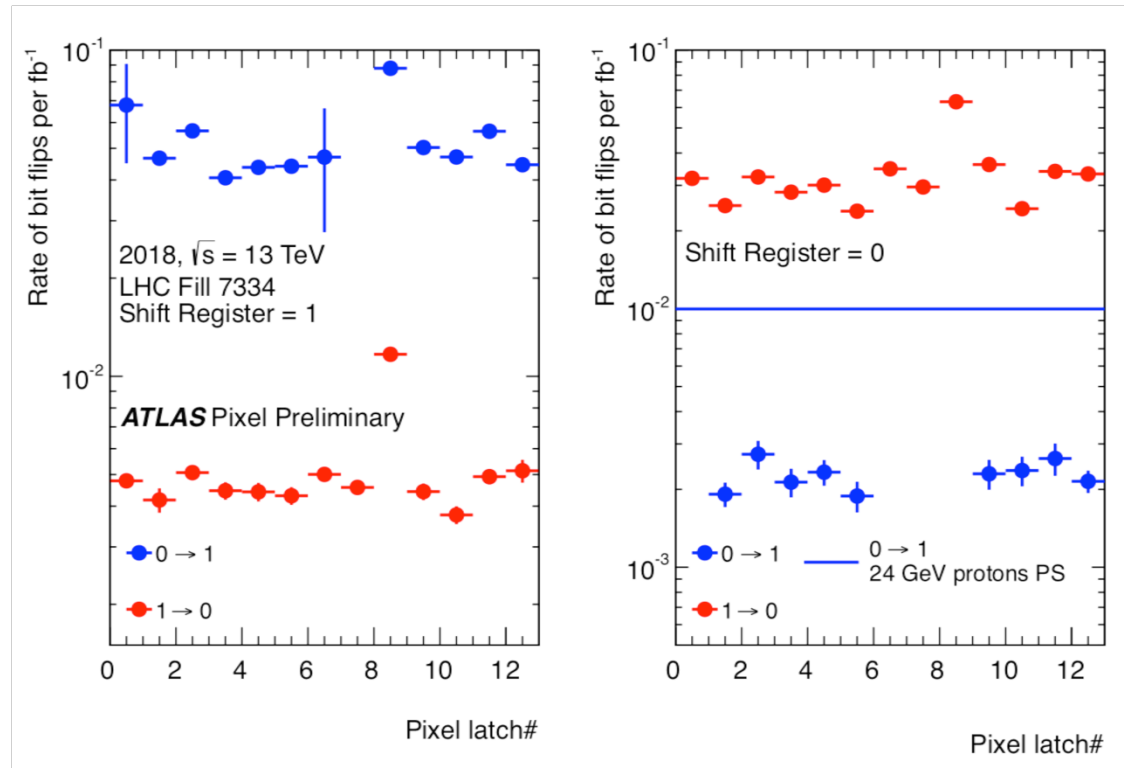 Rate of bit flips per fb⁻¹
10⁻¹
10⁻²
2018, √s = 13 TeV
LHC Fill 7334
Shift Register = 1
ATLAS Pixel Preliminary
0 → 1
1 → 0
0 2 4 6 8 10 12
Pixel latch#
Rate of bit flips per fb⁻¹
10⁻¹
10⁻²
10⁻³
Shift Register = 0
0 → 1
1 → 0
0 → 1
24 GeV protons PS
0 2 4 6 8 10 12
Pixel latch#